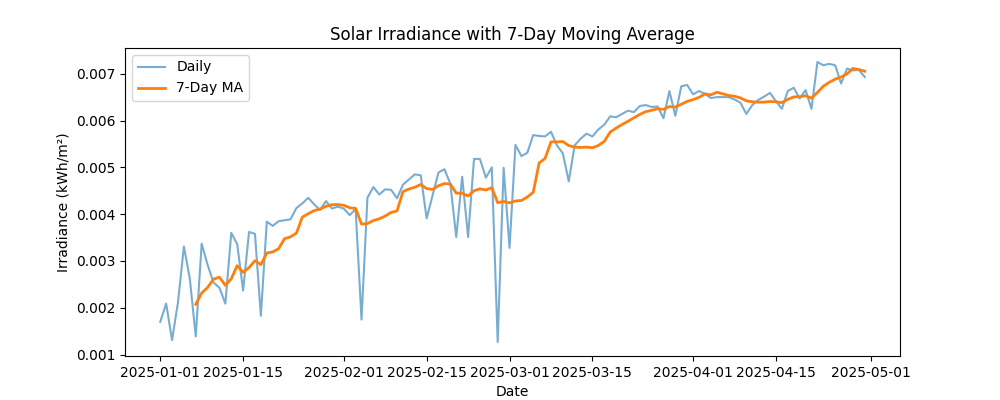 Solar Irradiance with 7-Day Moving Average
Daily
7-Day MA
0.007
0.006
0.005
0.004
0.003
0.002
0.001
Irradiance (kWh/m²)
2025-01-01 2025-01-15 2025-02-01 2025-02-15 2025-03-01 2025-03-15 2025-04-01 2025-04-15 2025-05-01
Date